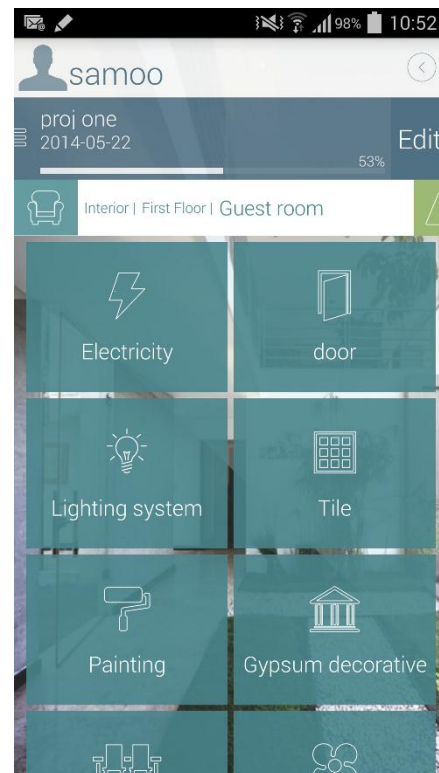 98% 10:52
samoo
proj one
2014-05-22
Edit
53%
Interior | First Floor | Guest room
Electricity
door
Lighting system
Tile
Painting
Gypsum decorative